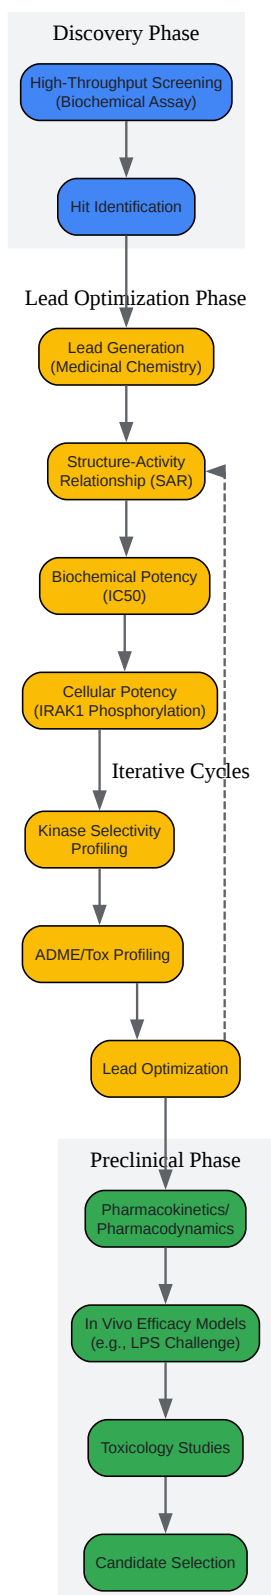 Discovery Phase
High-Throughput Screening
(Biochemical Assay)
Hit Identification
Lead Optimization Phase
Lead Generation
(Medicinal Chemistry)
Structure-Activity
Relationship (SAR)
Biochemical Potency
(IC50)
Cellular Potency
(IRAK1 Phosphorylation)
Iterative Cycles
Kinase Selectivity
Profiling
ADME/Tox Profiling
Lead Optimization
Preclinical Phase
Pharmacokinetics/
Pharmacodynamics
In Vivo Efficacy Models
(e.g., LPS Challenge)
Toxicology Studies
Candidate Selection